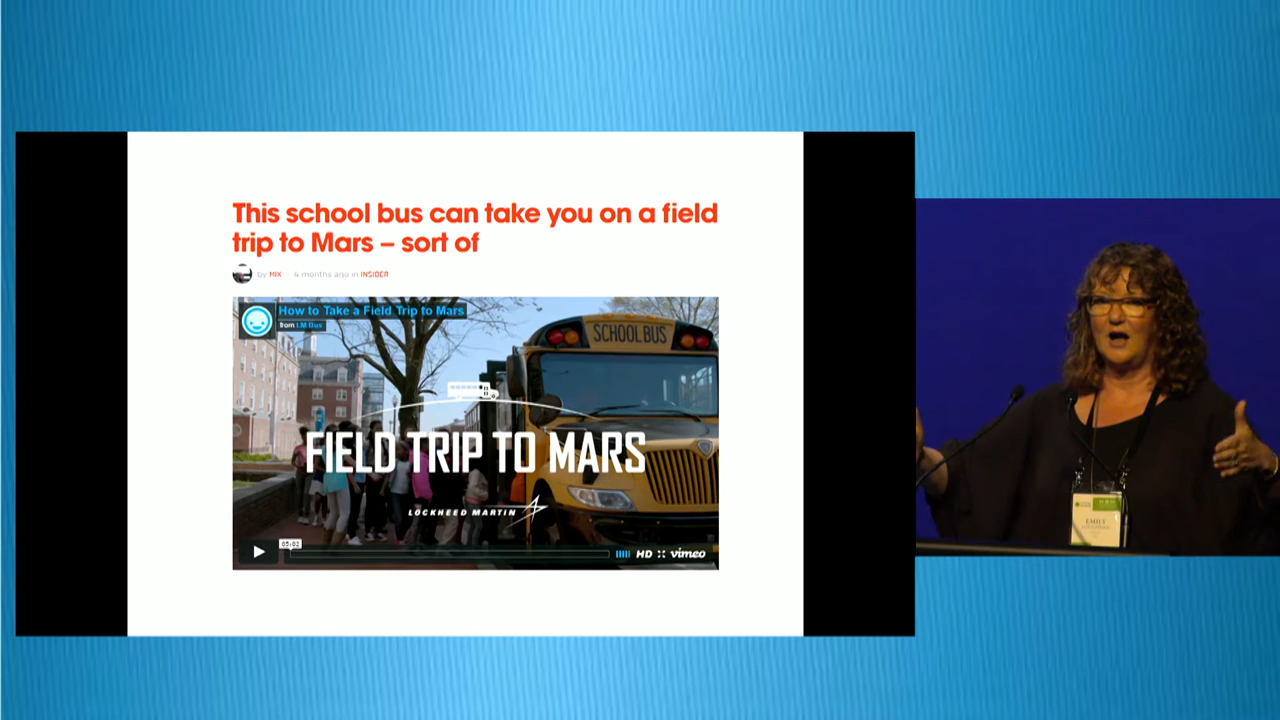 This school bus can take you on a field
trip to Mars – sort of
by MIX — 4 months ago in INSIDER
How to Take a Field Trip to Mars
from LM Bus
SCHOOL BUS
FIELD TRIP TO MARS
LOCKHEED MARTIN
05:02
HD vimeo
EMILY